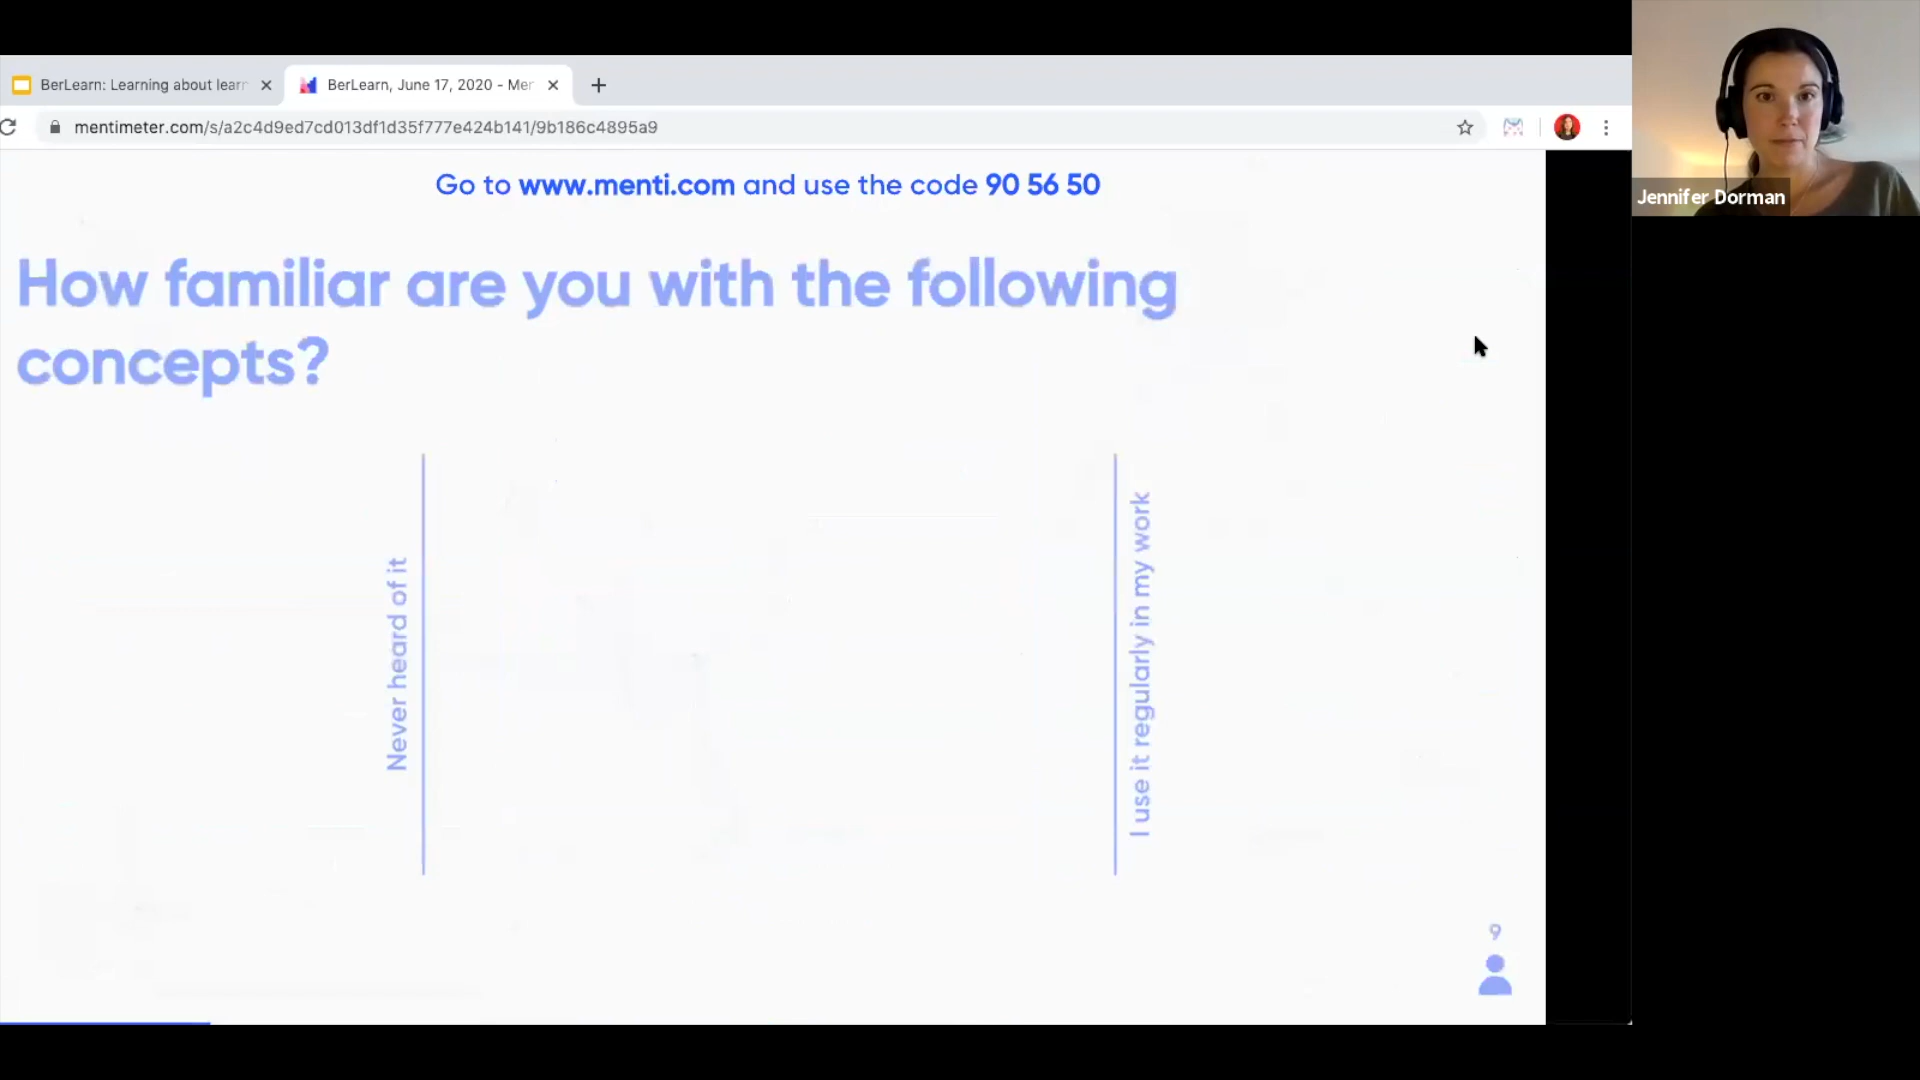 BerLearn: Learning about learn
BerLearn, June 17, 2020 - Men
mentimeter.com/s/a2c4d9ed7cd013df1d35f777e424b141/9b186c4895a9
Go to www.menti.com and use the code 90 56 50
How familiar are you with the following
concepts?
Never heard of it
I use it regularly in my work
9
Jennifer Dorman